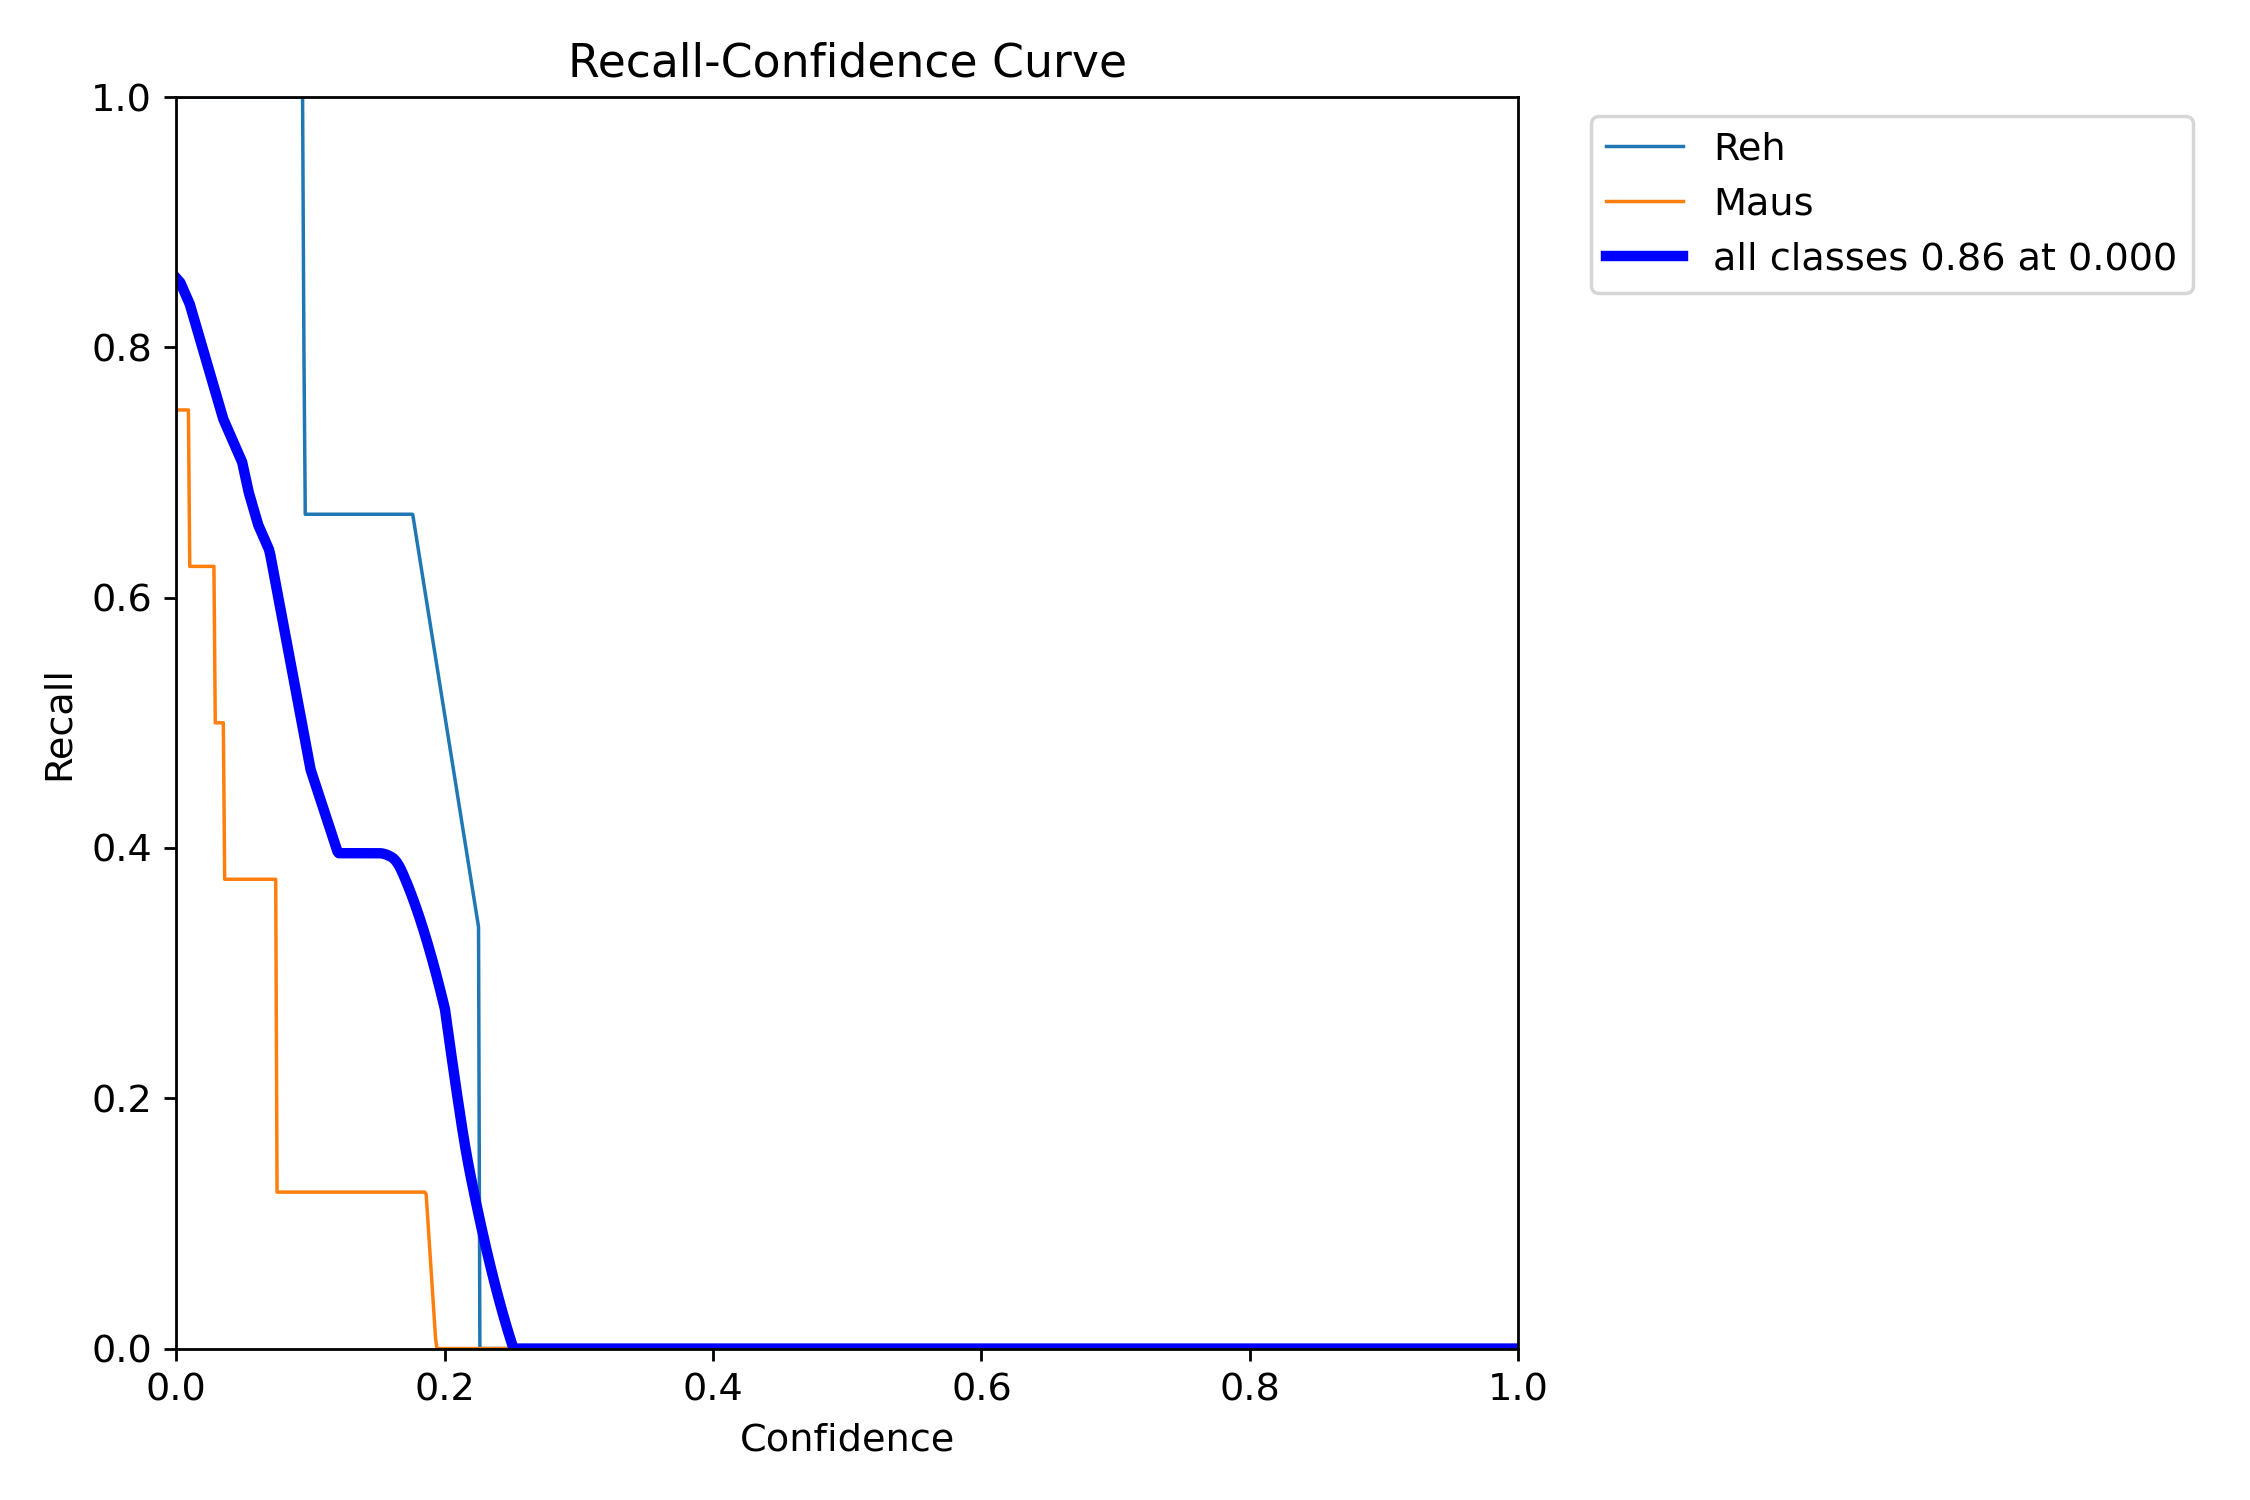 Recall-Confidence Curve
1.0
0.8
0.6
0.4
0.2
0.0
Recall
0.0 0.2 0.4 0.6 0.8 1.0
Confidence
Reh
Maus
all classes 0.86 at 0.000